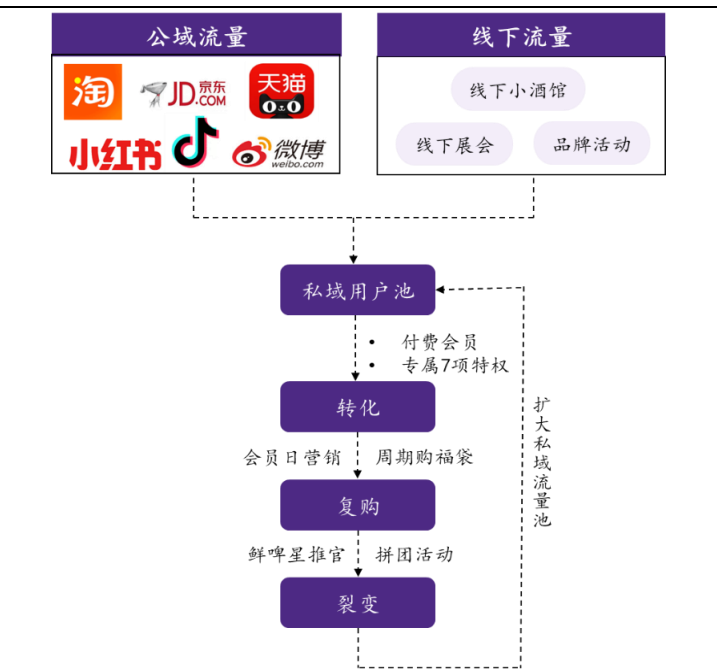 公域流量
线下流量
淘
JD京东
.COM
天猫
小红书
微博
weibo.com
线下小酒馆
线下展会
品牌活动
私域用户池
• 付费会员
• 专属7项特权
转化
会员日营销
周期购福袋
复购
鲜啤星推官
拼团活动
裂变
扩大私域流量池